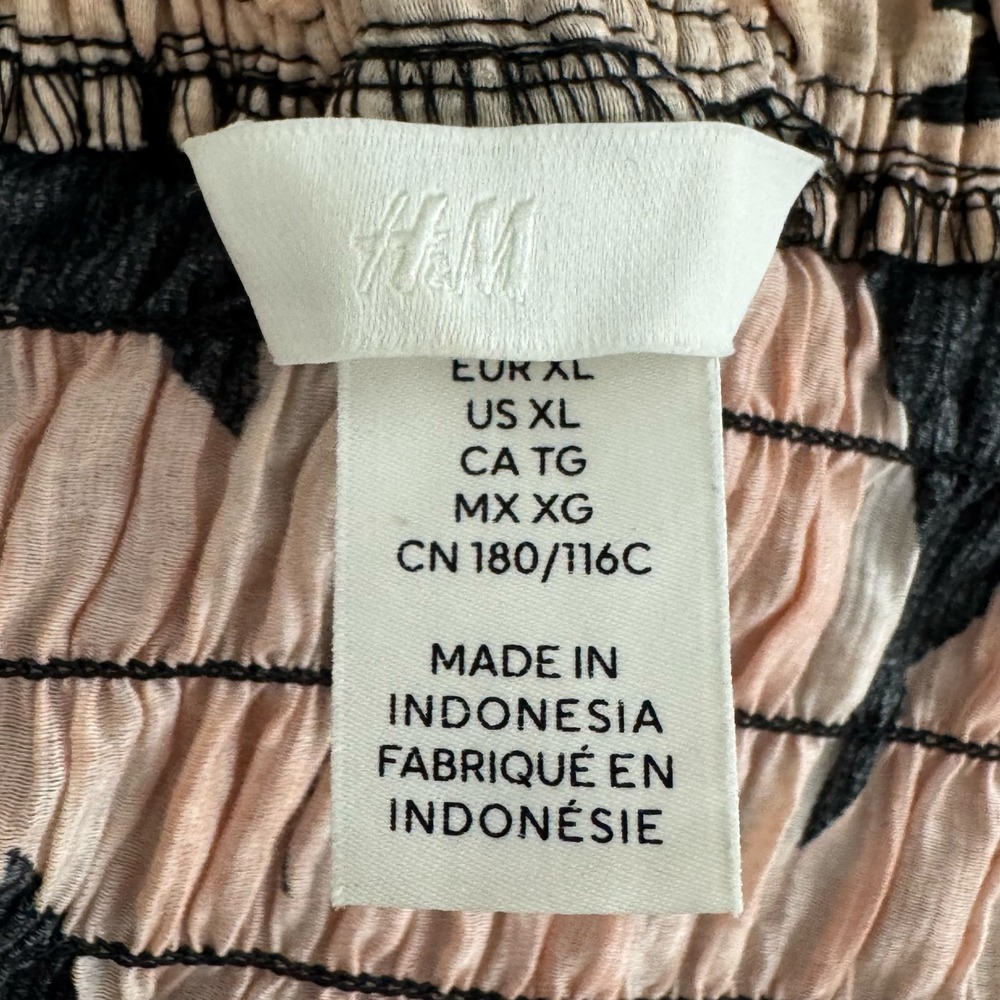 H&M
EUR XL
US XL
CA TG
MX XG
CN 180/116C
MADE IN
INDONESIA
FABRIQUÉ EN
INDONÉSIE